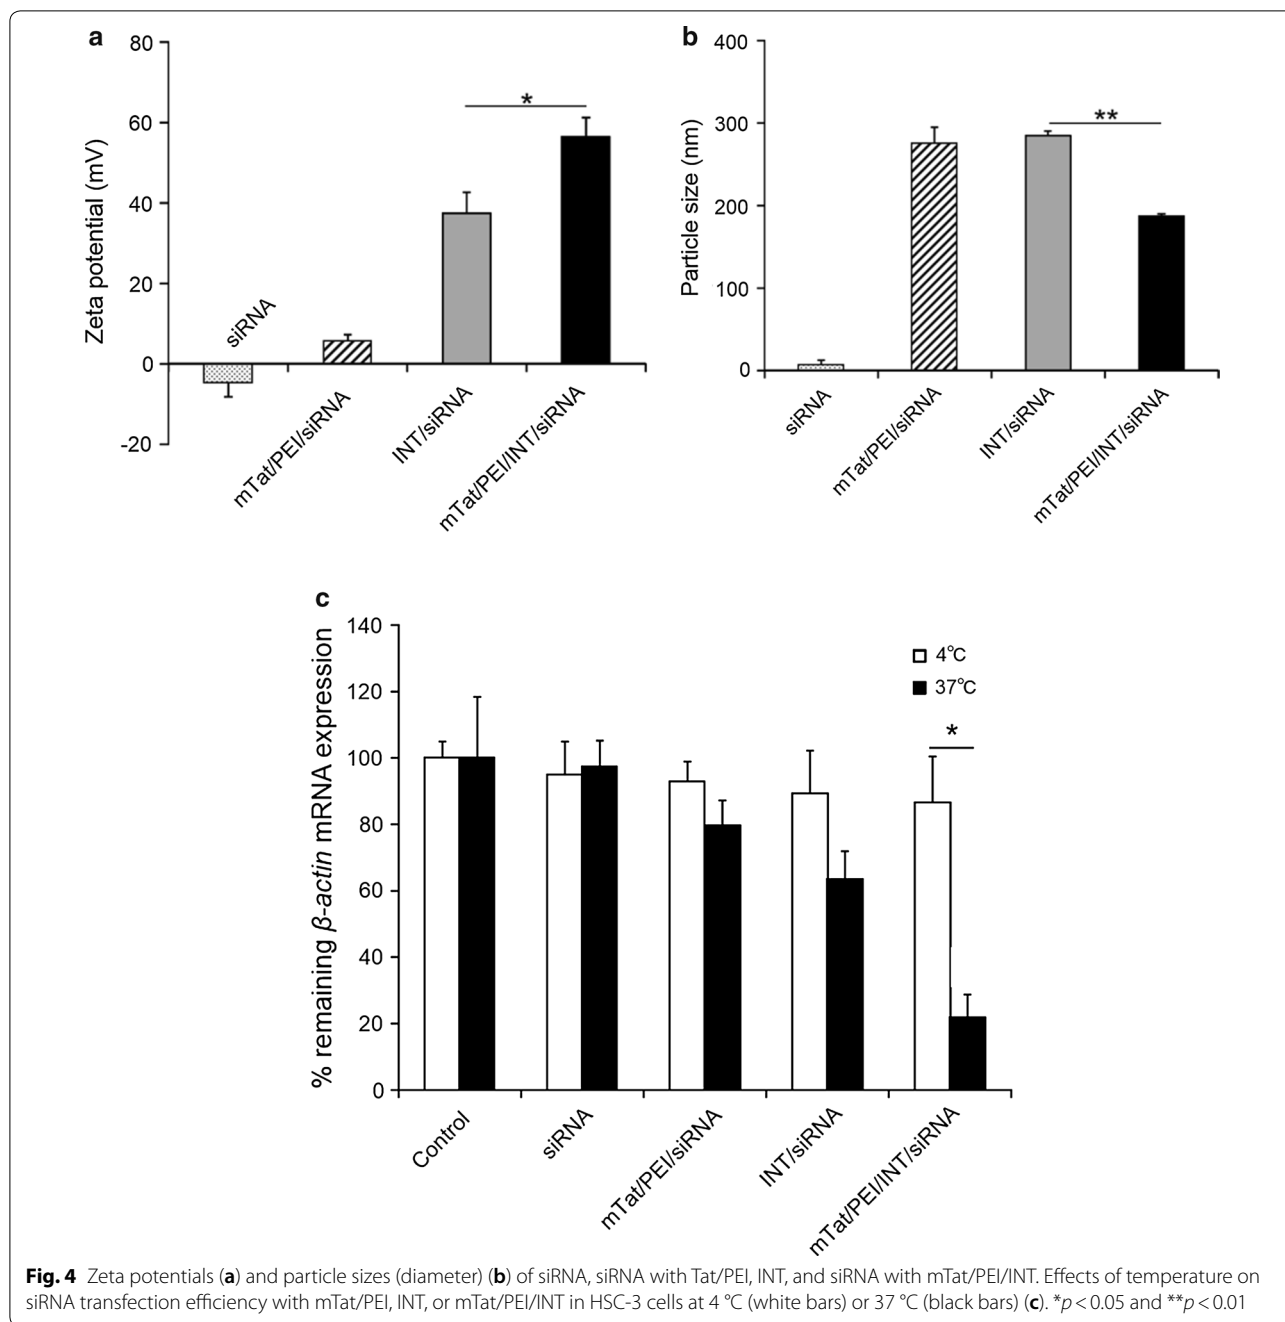 a
80
60
40
20
0
-20
Zeta potential (mV)
*
siRNA
mTat/PEI/siRNA
INT/siRNA
mTat/PEI/INT/siRNA
b
400
300
200
100
0
Particle size (nm)
**
siRNA
mTat/PEI/siRNA
INT/siRNA
mTat/PEI/INT/siRNA
c
140
120
100
80
60
40
20
0
% remaining β-actin mRNA expression
4°C
37°C
*
Control
siRNA
mTat/PEI/siRNA
INT/siRNA
mTat/PEI/INT/siRNA
Fig. 4 Zeta potentials (a) and particle sizes (diameter) (b) of siRNA, siRNA with Tat/PEI, INT, and siRNA with mTat/PEI/INT. Effects of temperature on
siRNA transfection efficiency with mTat/PEI, INT, or mTat/PEI/INT in HSC-3 cells at 4 °C (white bars) or 37 °C (black bars) (c). *p < 0.05 and **p < 0.01